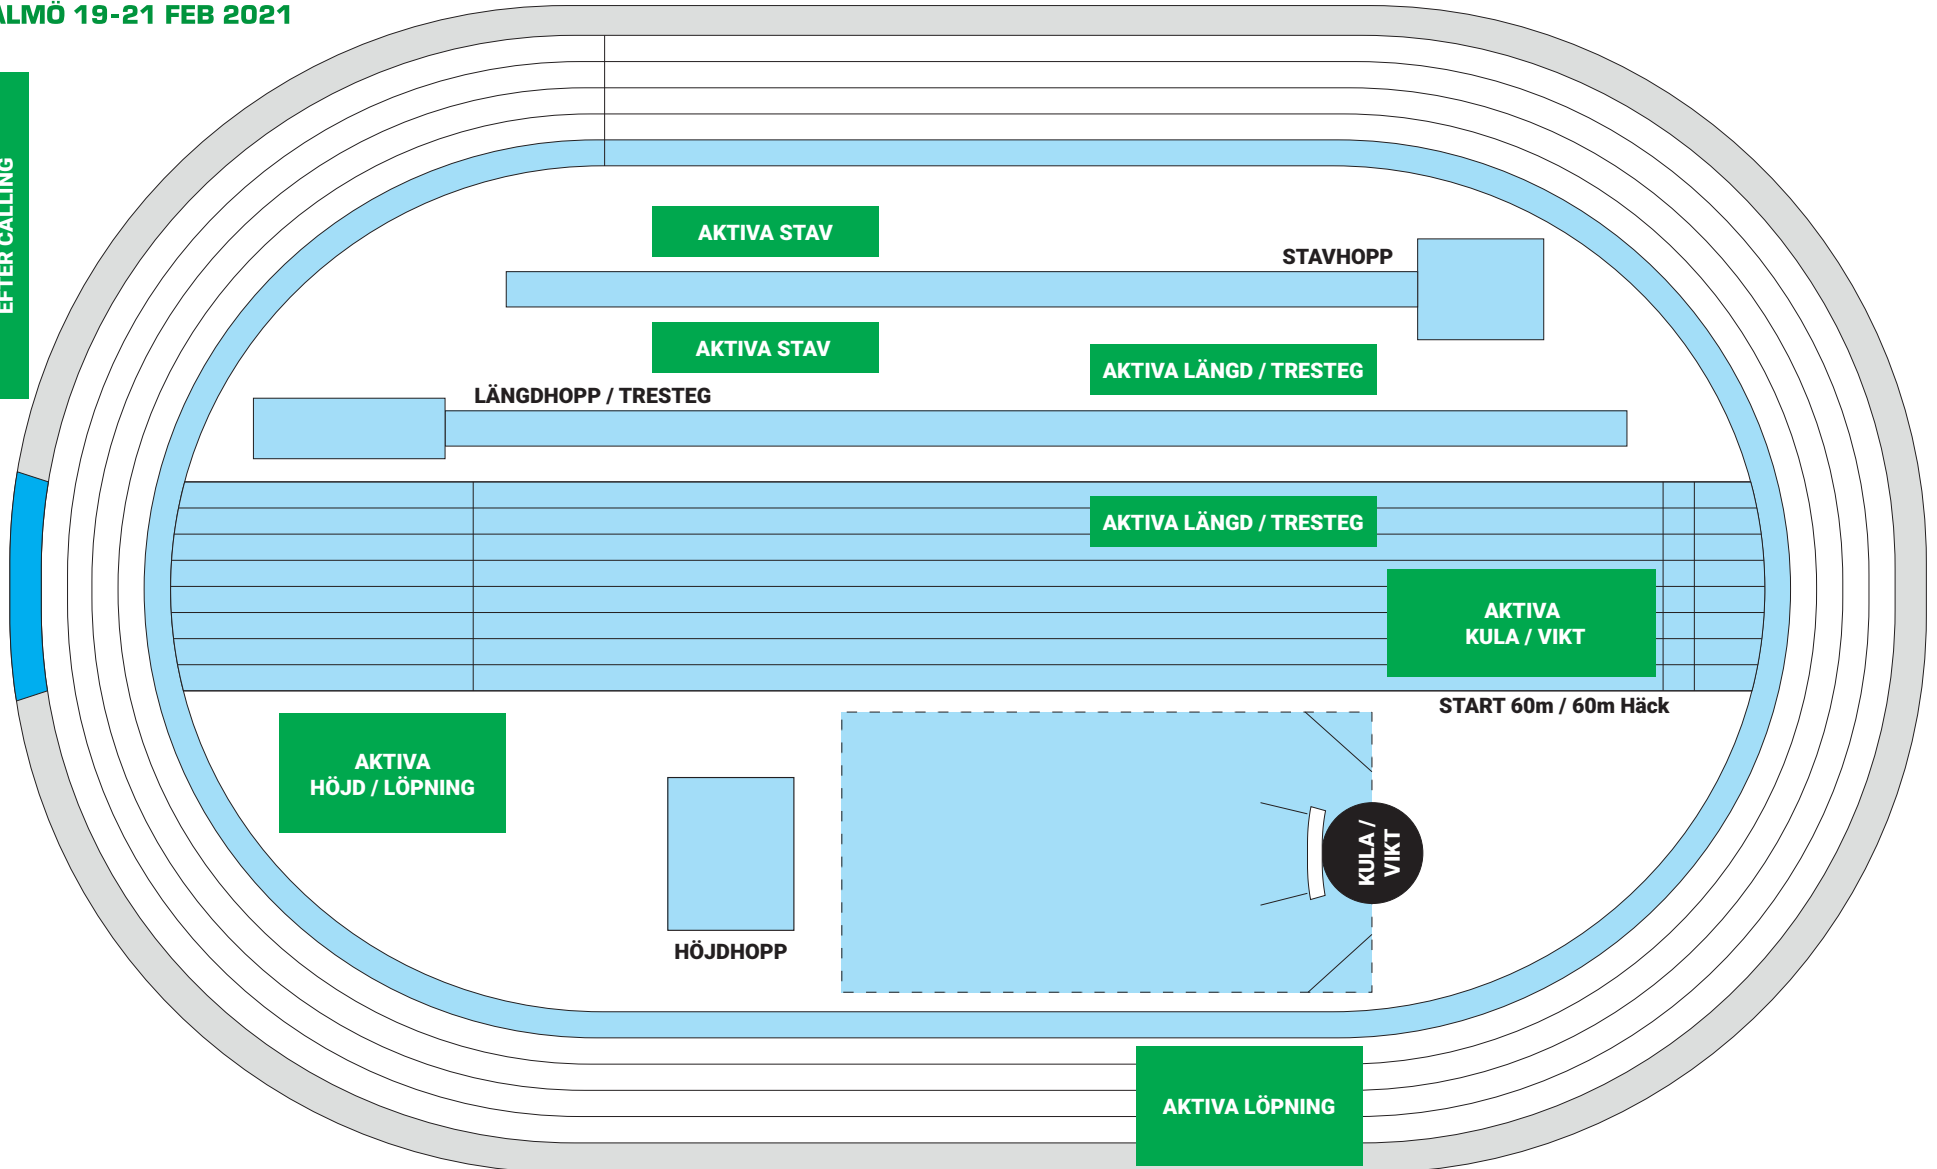 ALMÖ 19-21 FEB 2021
EFTER CALLING
AKTIVA STAV
STAVHOPP
AKTIVA STAV
AKTIVA LÄNGD / TRESTEG
LÄNGDHOPP / TRESTEG
AKTIVA LÄNGD / TRESTEG
AKTIVA
KULA / VIKT
START 60m / 60m Häck
AKTIVA
HÖJD / LÖPNING
KULA /
VIKT
HÖJDHOPP
AKTIVA LÖPNING